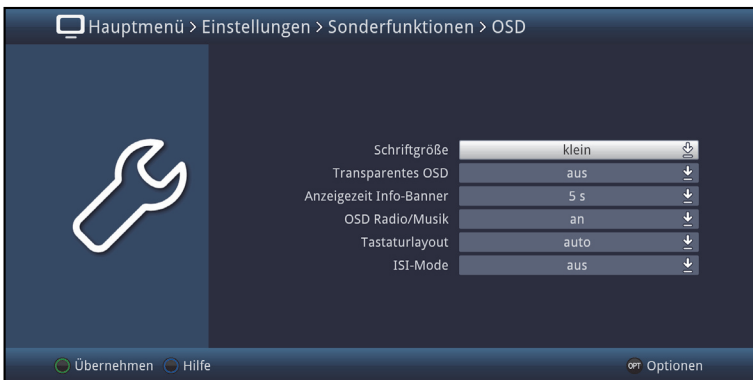 Hauptmenü > Einstellungen > Sonderfunktionen > OSD
Schriftgröße klein
Transparentes OSD aus
Anzeigezeit Info-Banner 5 s
OSD Radio/Musik an
Tastaturlayout auto
ISI-Mode aus
Übernehmen Hilfe OPT Optionen